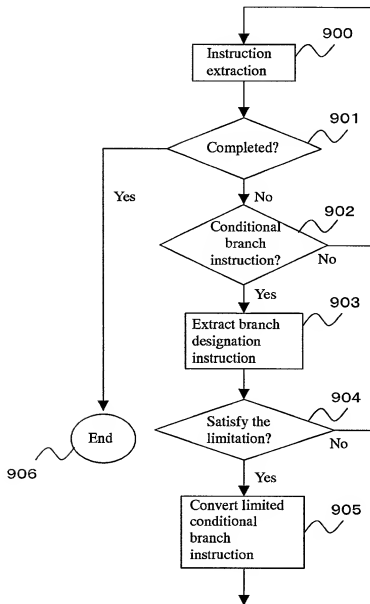 900
Instruction
extraction
901
Completed?
Yes
No
902
Conditional
branch
instruction?
No
Yes
903
Extract branch
designation
instruction
904
Satisfy the
limitation?
No
End
906
Yes
905
Convert limited
conditional
branch
instruction